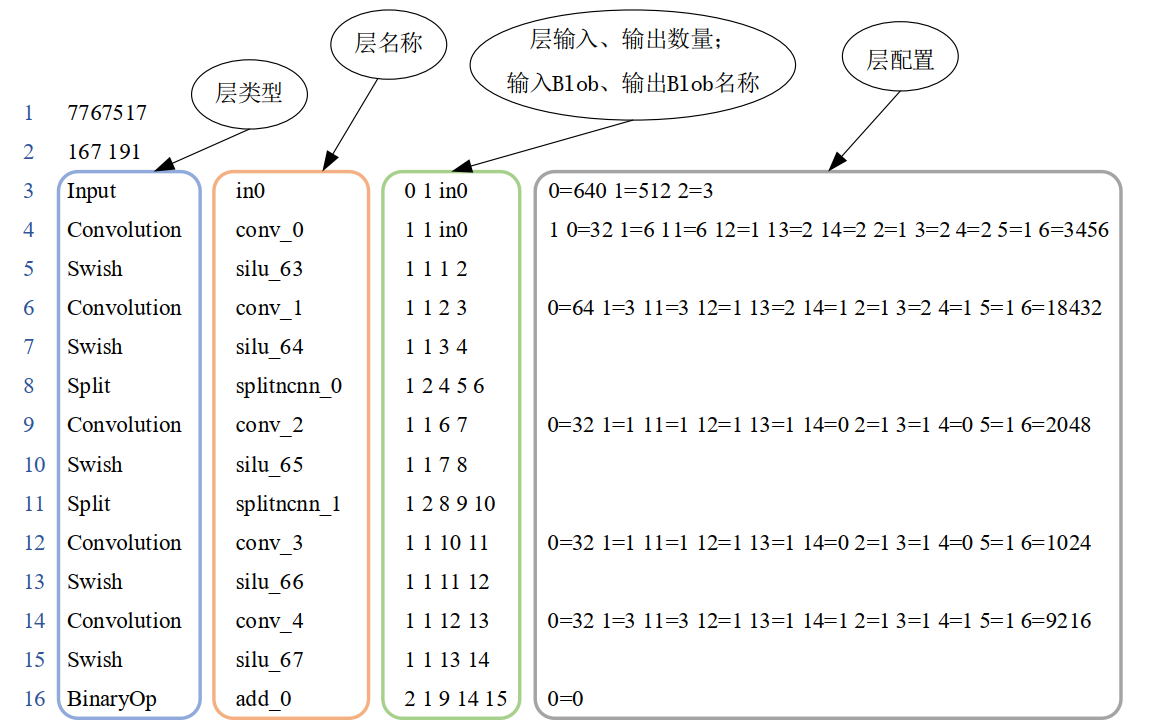 层类型
层名称
层输入、输出数量；
输入Blob、输出Blob名称
层配置
1 7767517
2 167 191
3 Input in0 0 1 in0 0=640 1=512 2=3
4 Convolution conv_0 1 1 in0 1 0=32 1=6 11=6 12=1 13=2 14=2 2=1 3=2 4=2 5=1 6=3456
5 Swish silu_63 1 1 1 2
6 Convolution conv_1 1 1 2 3 0=64 1=3 11=3 12=1 13=2 14=1 2=1 3=2 4=1 5=1 6=18432
7 Swish silu_64 1 1 3 4
8 Split splitncnn_0 1 2 4 5 6
9 Convolution conv_2 1 1 6 7 0=32 1=1 11=1 12=1 13=1 14=0 2=1 3=1 4=0 5=1 6=2048
10 Swish silu_65 1 1 7 8
11 Split splitncnn_1 1 2 8 9 10
12 Convolution conv_3 1 1 10 11 0=32 1=1 11=1 12=1 13=1 14=0 2=1 3=1 4=0 5=1 6=1024
13 Swish silu_66 1 1 11 12
14 Convolution conv_4 1 1 12 13 0=32 1=3 11=3 12=1 13=1 14=1 2=1 3=1 4=1 5=1 6=9216
15 Swish silu_67 1 1 13 14
16 BinaryOp add_0 2 1 9 14 15 0=0